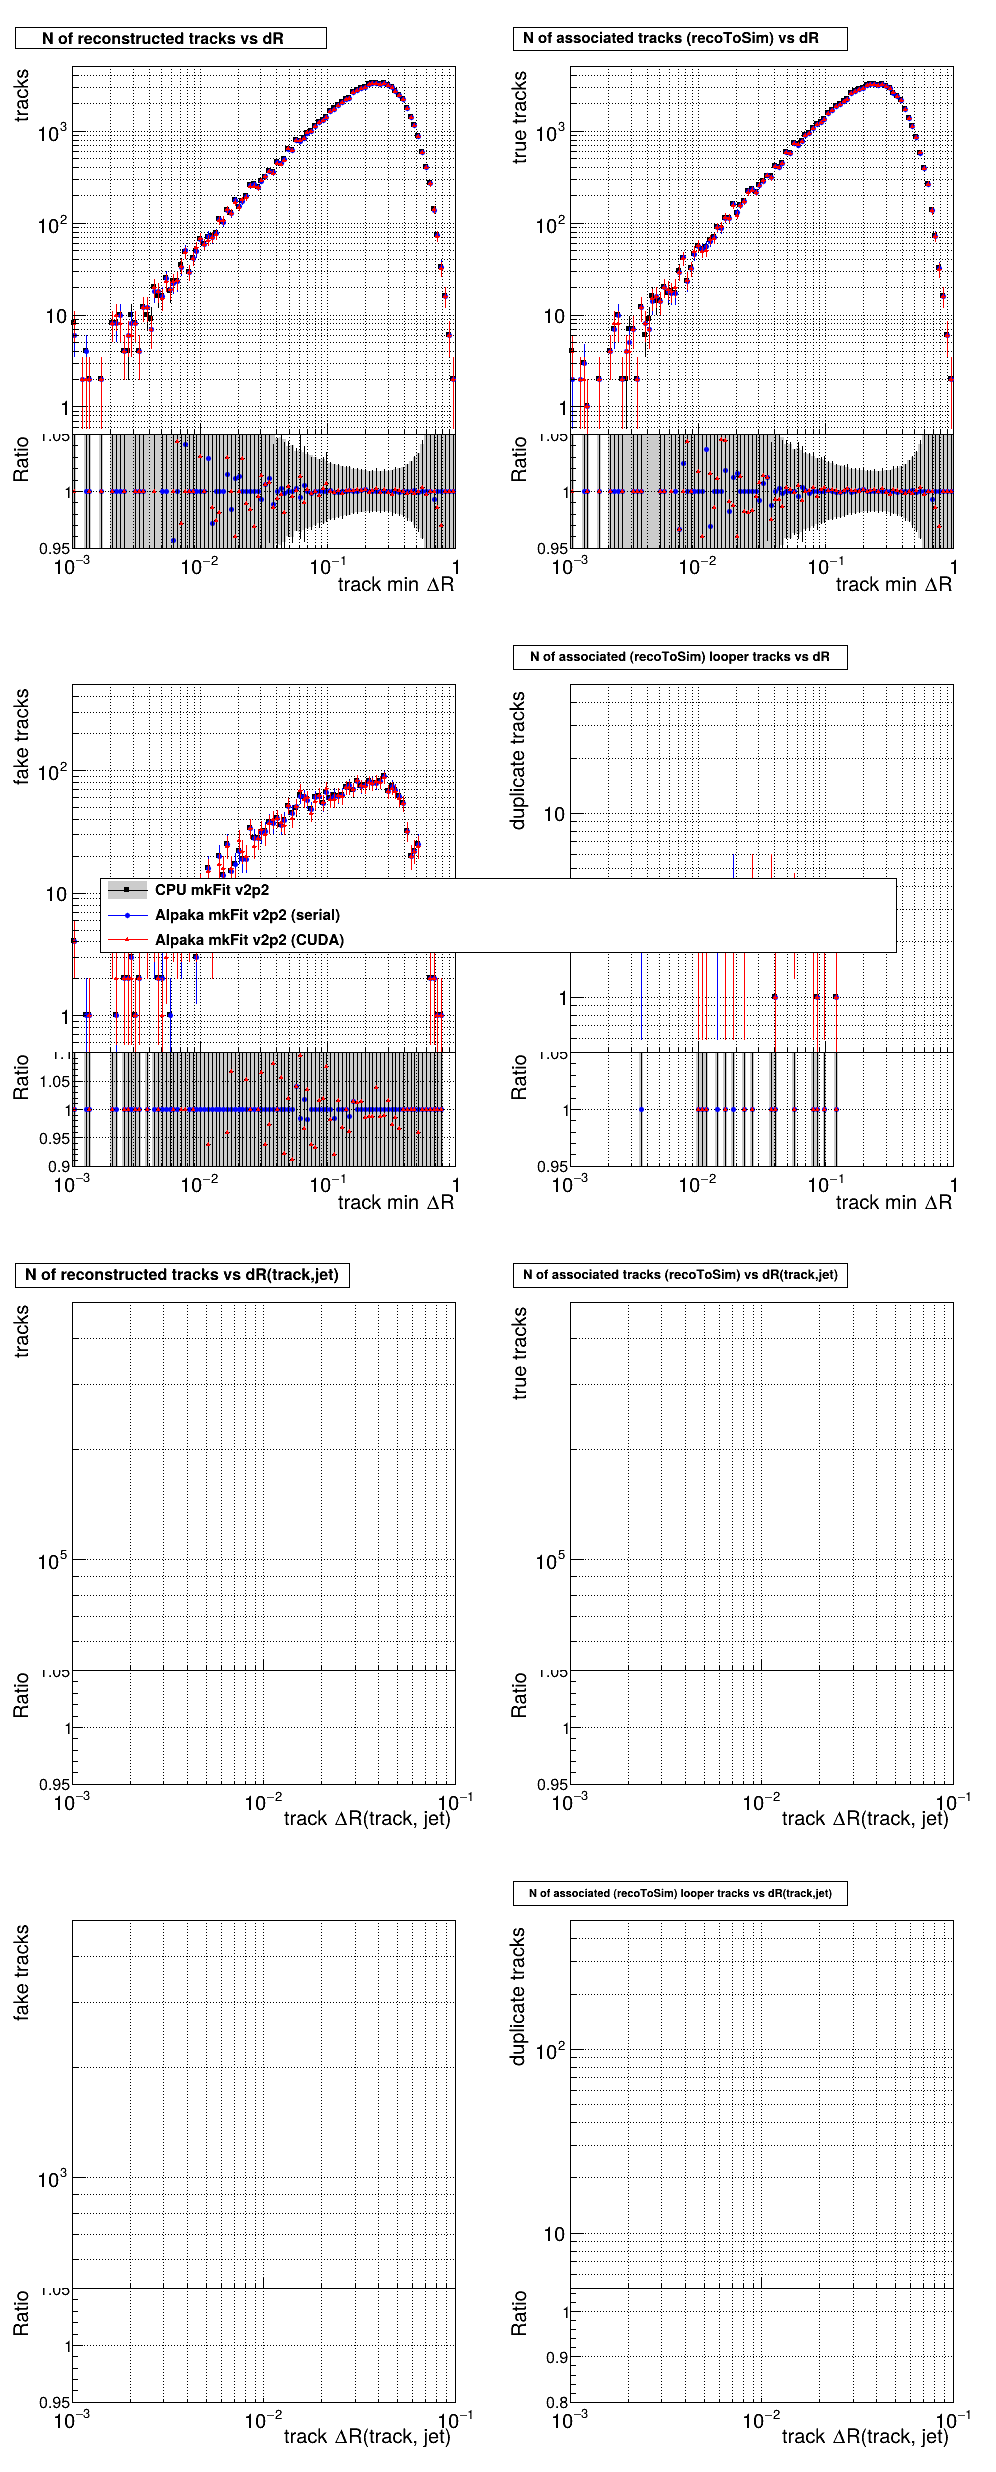 N of reconstructed tracks vs dR
tracks
10³
10²
10
1
Ratio
1.05
1
0.95
10⁻³ 10⁻² 10⁻¹ 1
track min ΔR
N of associated tracks (recoToSim) vs dR
true tracks
10³
10²
10
1
Ratio
1.05
1
0.95
10⁻³ 10⁻² 10⁻¹ 1
track min ΔR
fake tracks
10²
10
1
Ratio
1.1
1.05
1
0.95
0.9
10⁻³ 10⁻² 10⁻¹ 1
track min ΔR
N of associated (recoToSim) looper tracks vs dR
duplicate tracks
10
1
Ratio
1.05
1
0.95
10⁻³ 10⁻² 10⁻¹ 1
track min ΔR
CPU mkFit v2p2
Alpaka mkFit v2p2 (serial)
Alpaka mkFit v2p2 (CUDA)
N of reconstructed tracks vs dR(track,jet)
tracks
10⁵
Ratio
1.05
1
0.95
10⁻³ 10⁻² 10⁻¹
track ΔR(track, jet)
N of associated tracks (recoToSim) vs dR(track,jet)
true tracks
10⁵
Ratio
1.05
1
0.95
10⁻³ 10⁻² 10⁻¹
track ΔR(track, jet)
fake tracks
10³
Ratio
1.05
1
0.95
10⁻³ 10⁻² 10⁻¹
track ΔR(track, jet)
N of associated (recoToSim) looper tracks vs dR(track,jet)
duplicate tracks
10²
10
Ratio
1
0.9
0.8
10⁻³ 10⁻² 10⁻¹
track ΔR(track, jet)